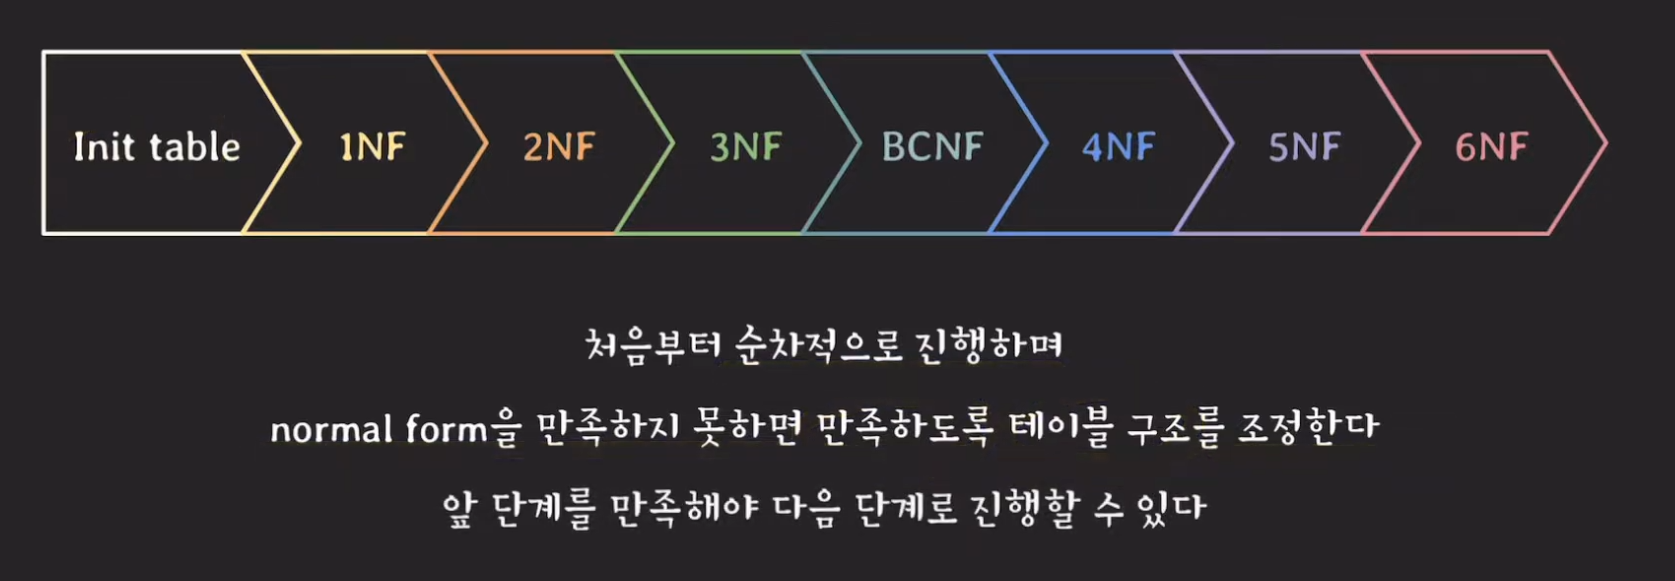 Init table 1NF 2NF 3NF BCNF 4NF 5NF 6NF
처음부터 순차적으로 진행하며
normal form을 만족하지 못하면 만족하도록 테이블 구조를 조정한다
앞 단계를 만족해야 다음 단계로 진행할 수 있다